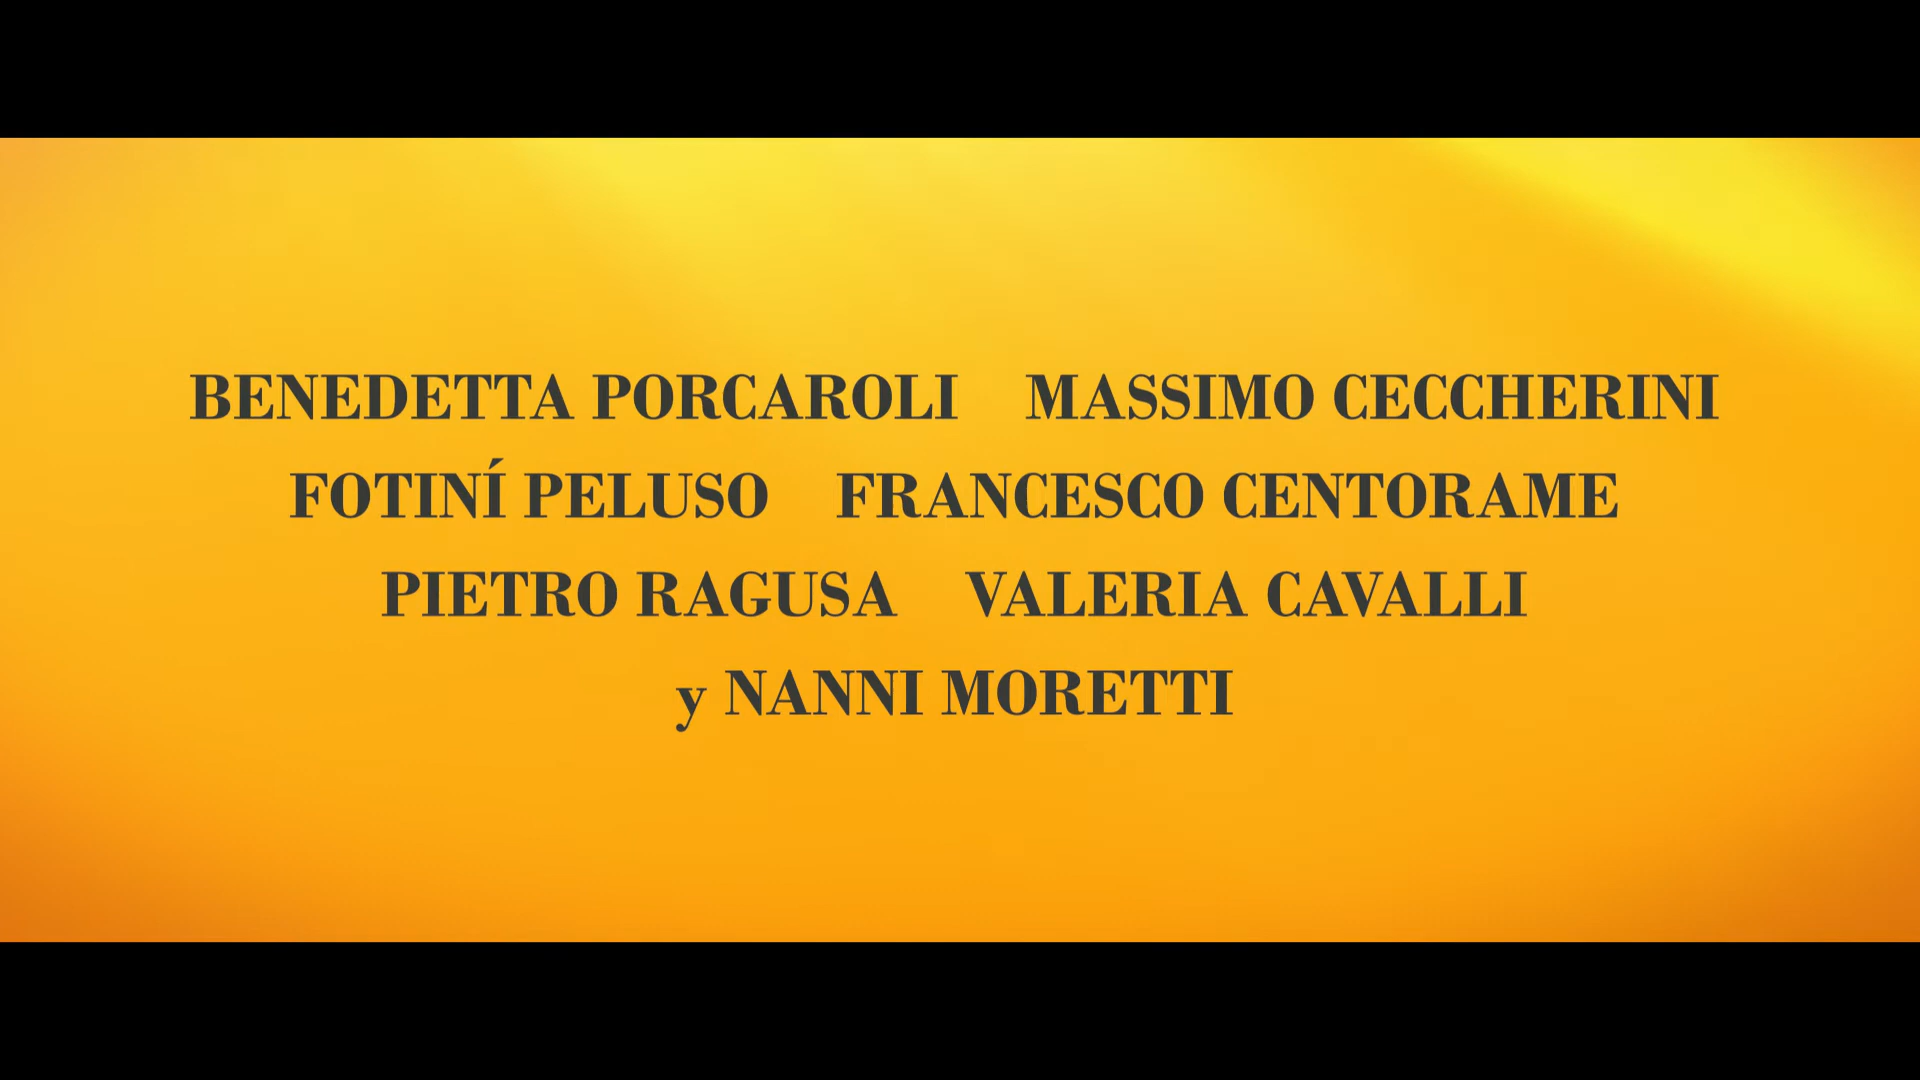 BENEDETTA PORCAROLI MASSIMO CECCHERINI
FOTINÍ PELUSO FRANCESCO CENTORAME
PIETRO RAGUSA VALERIA CAVALLI
y NANNI MORETTI